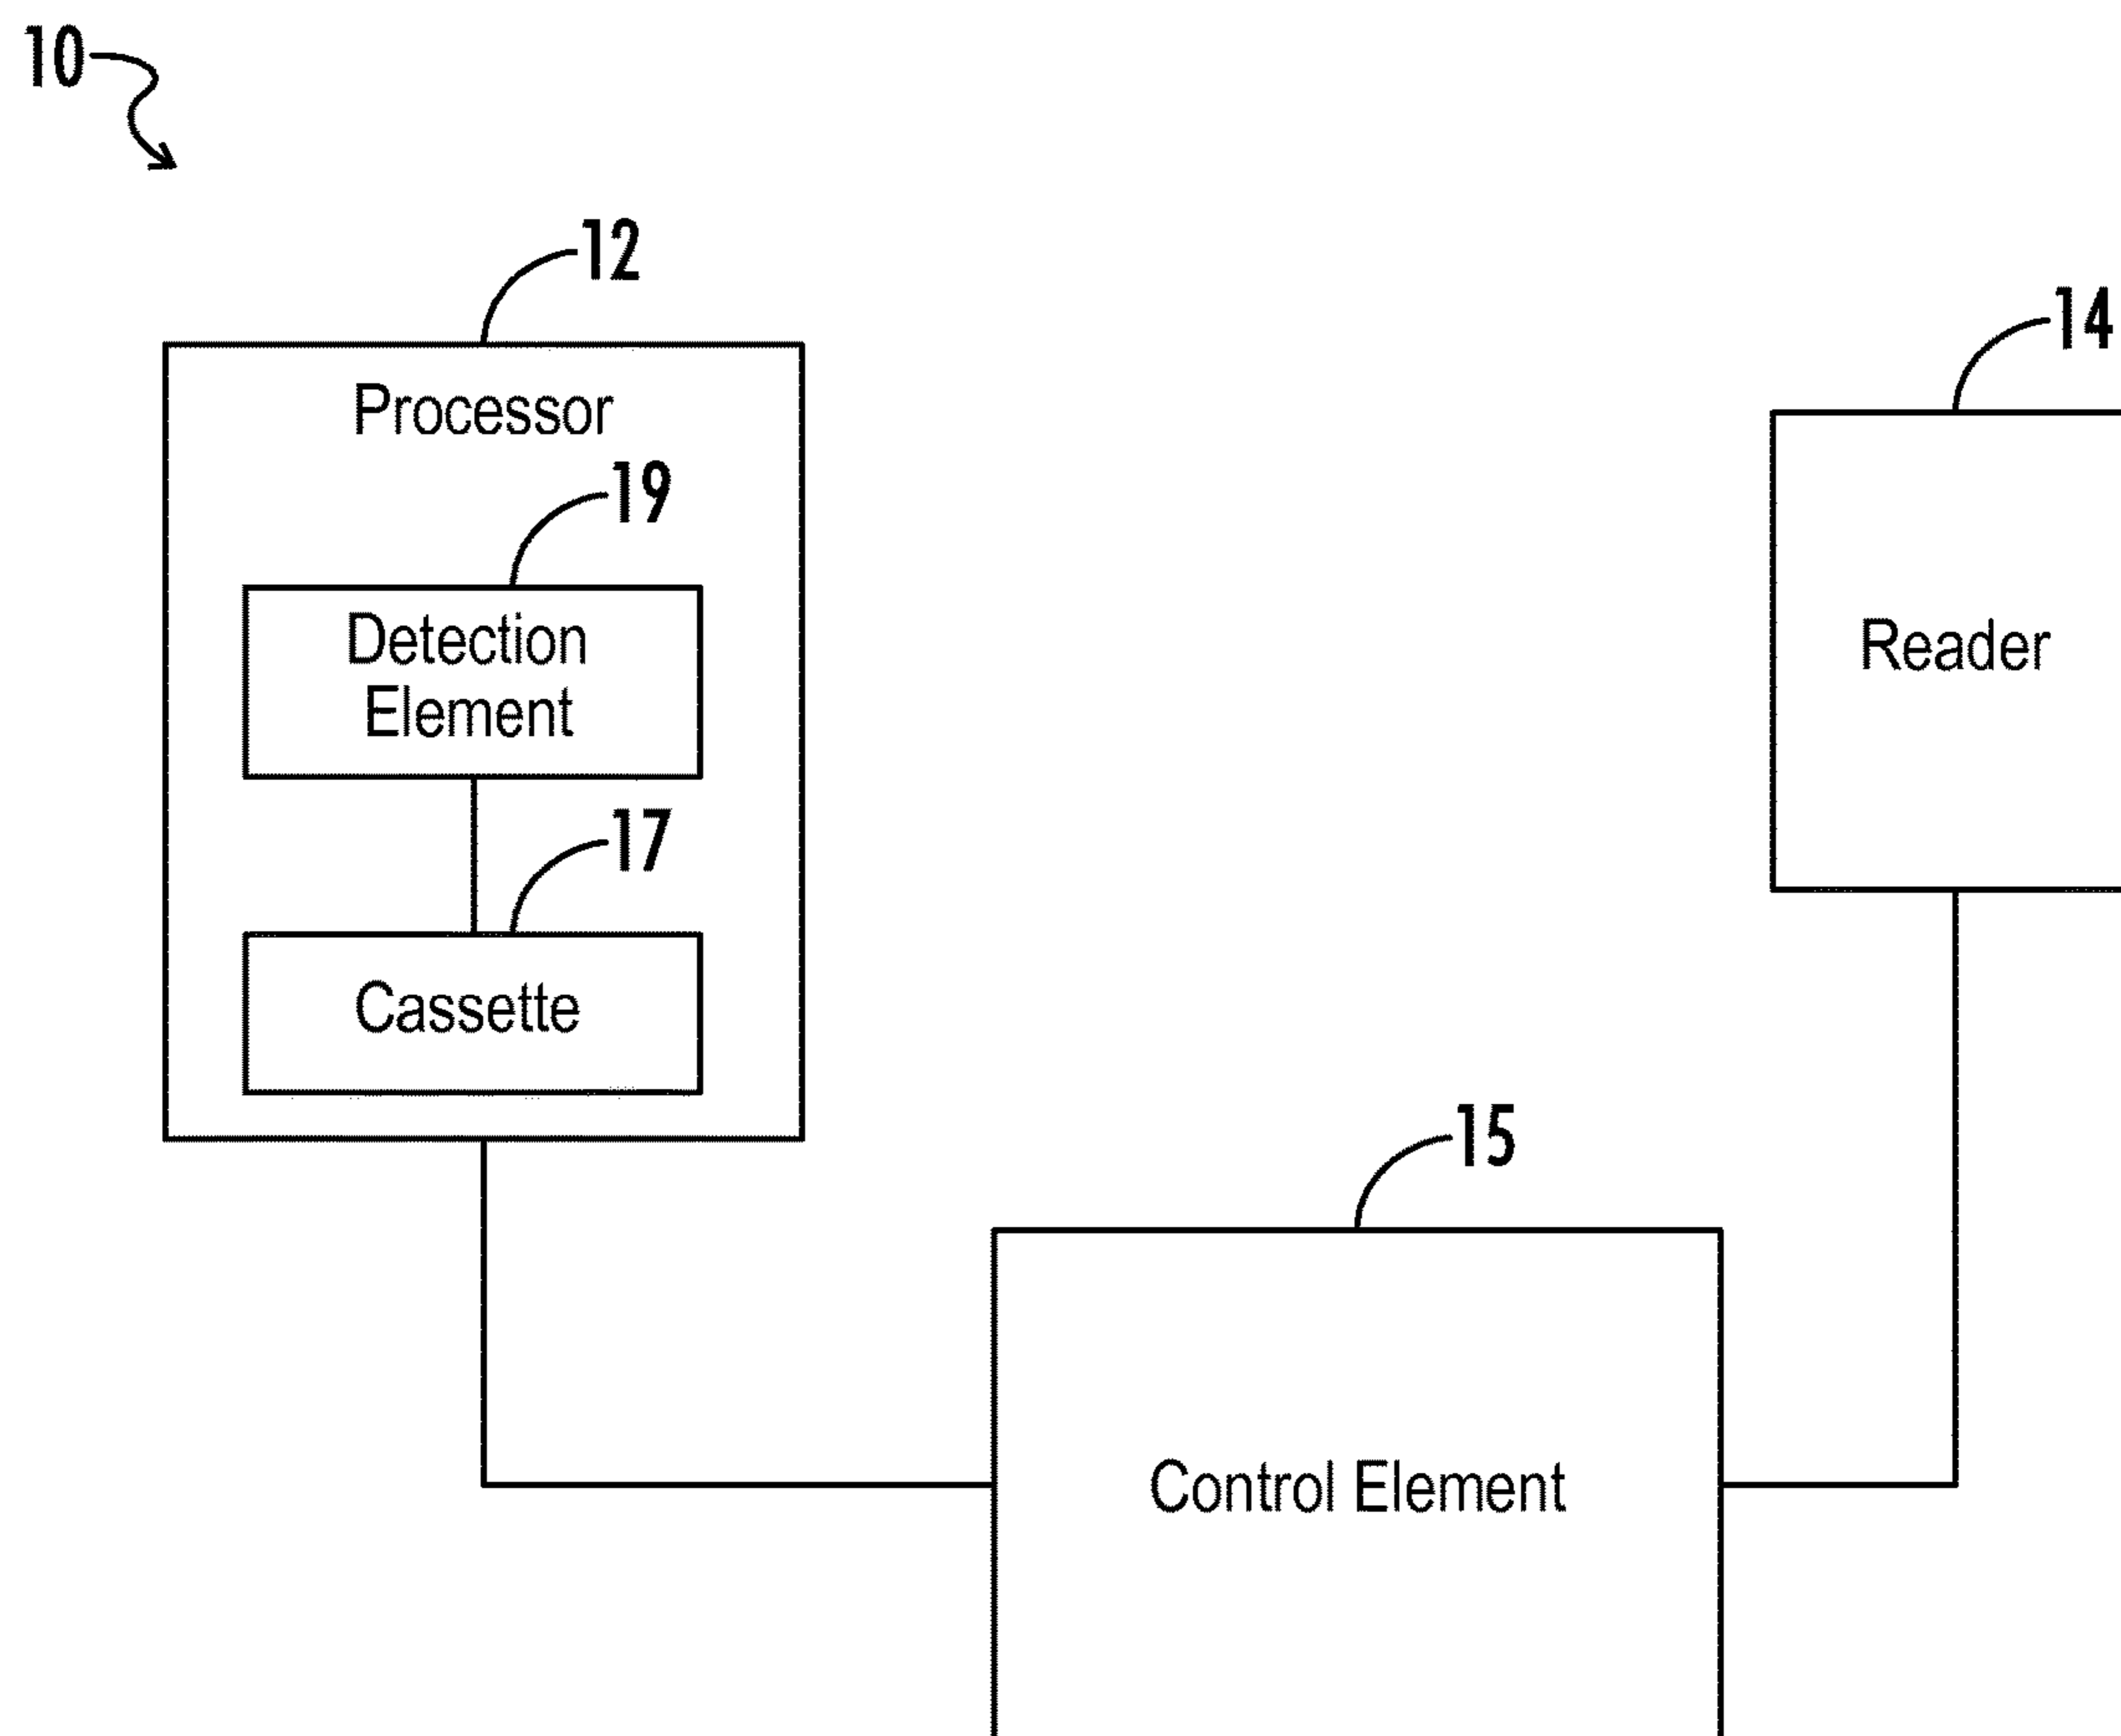 10
12
14
Processor
19
Detection
Element
Reader
17
Cassette
15
Control Element